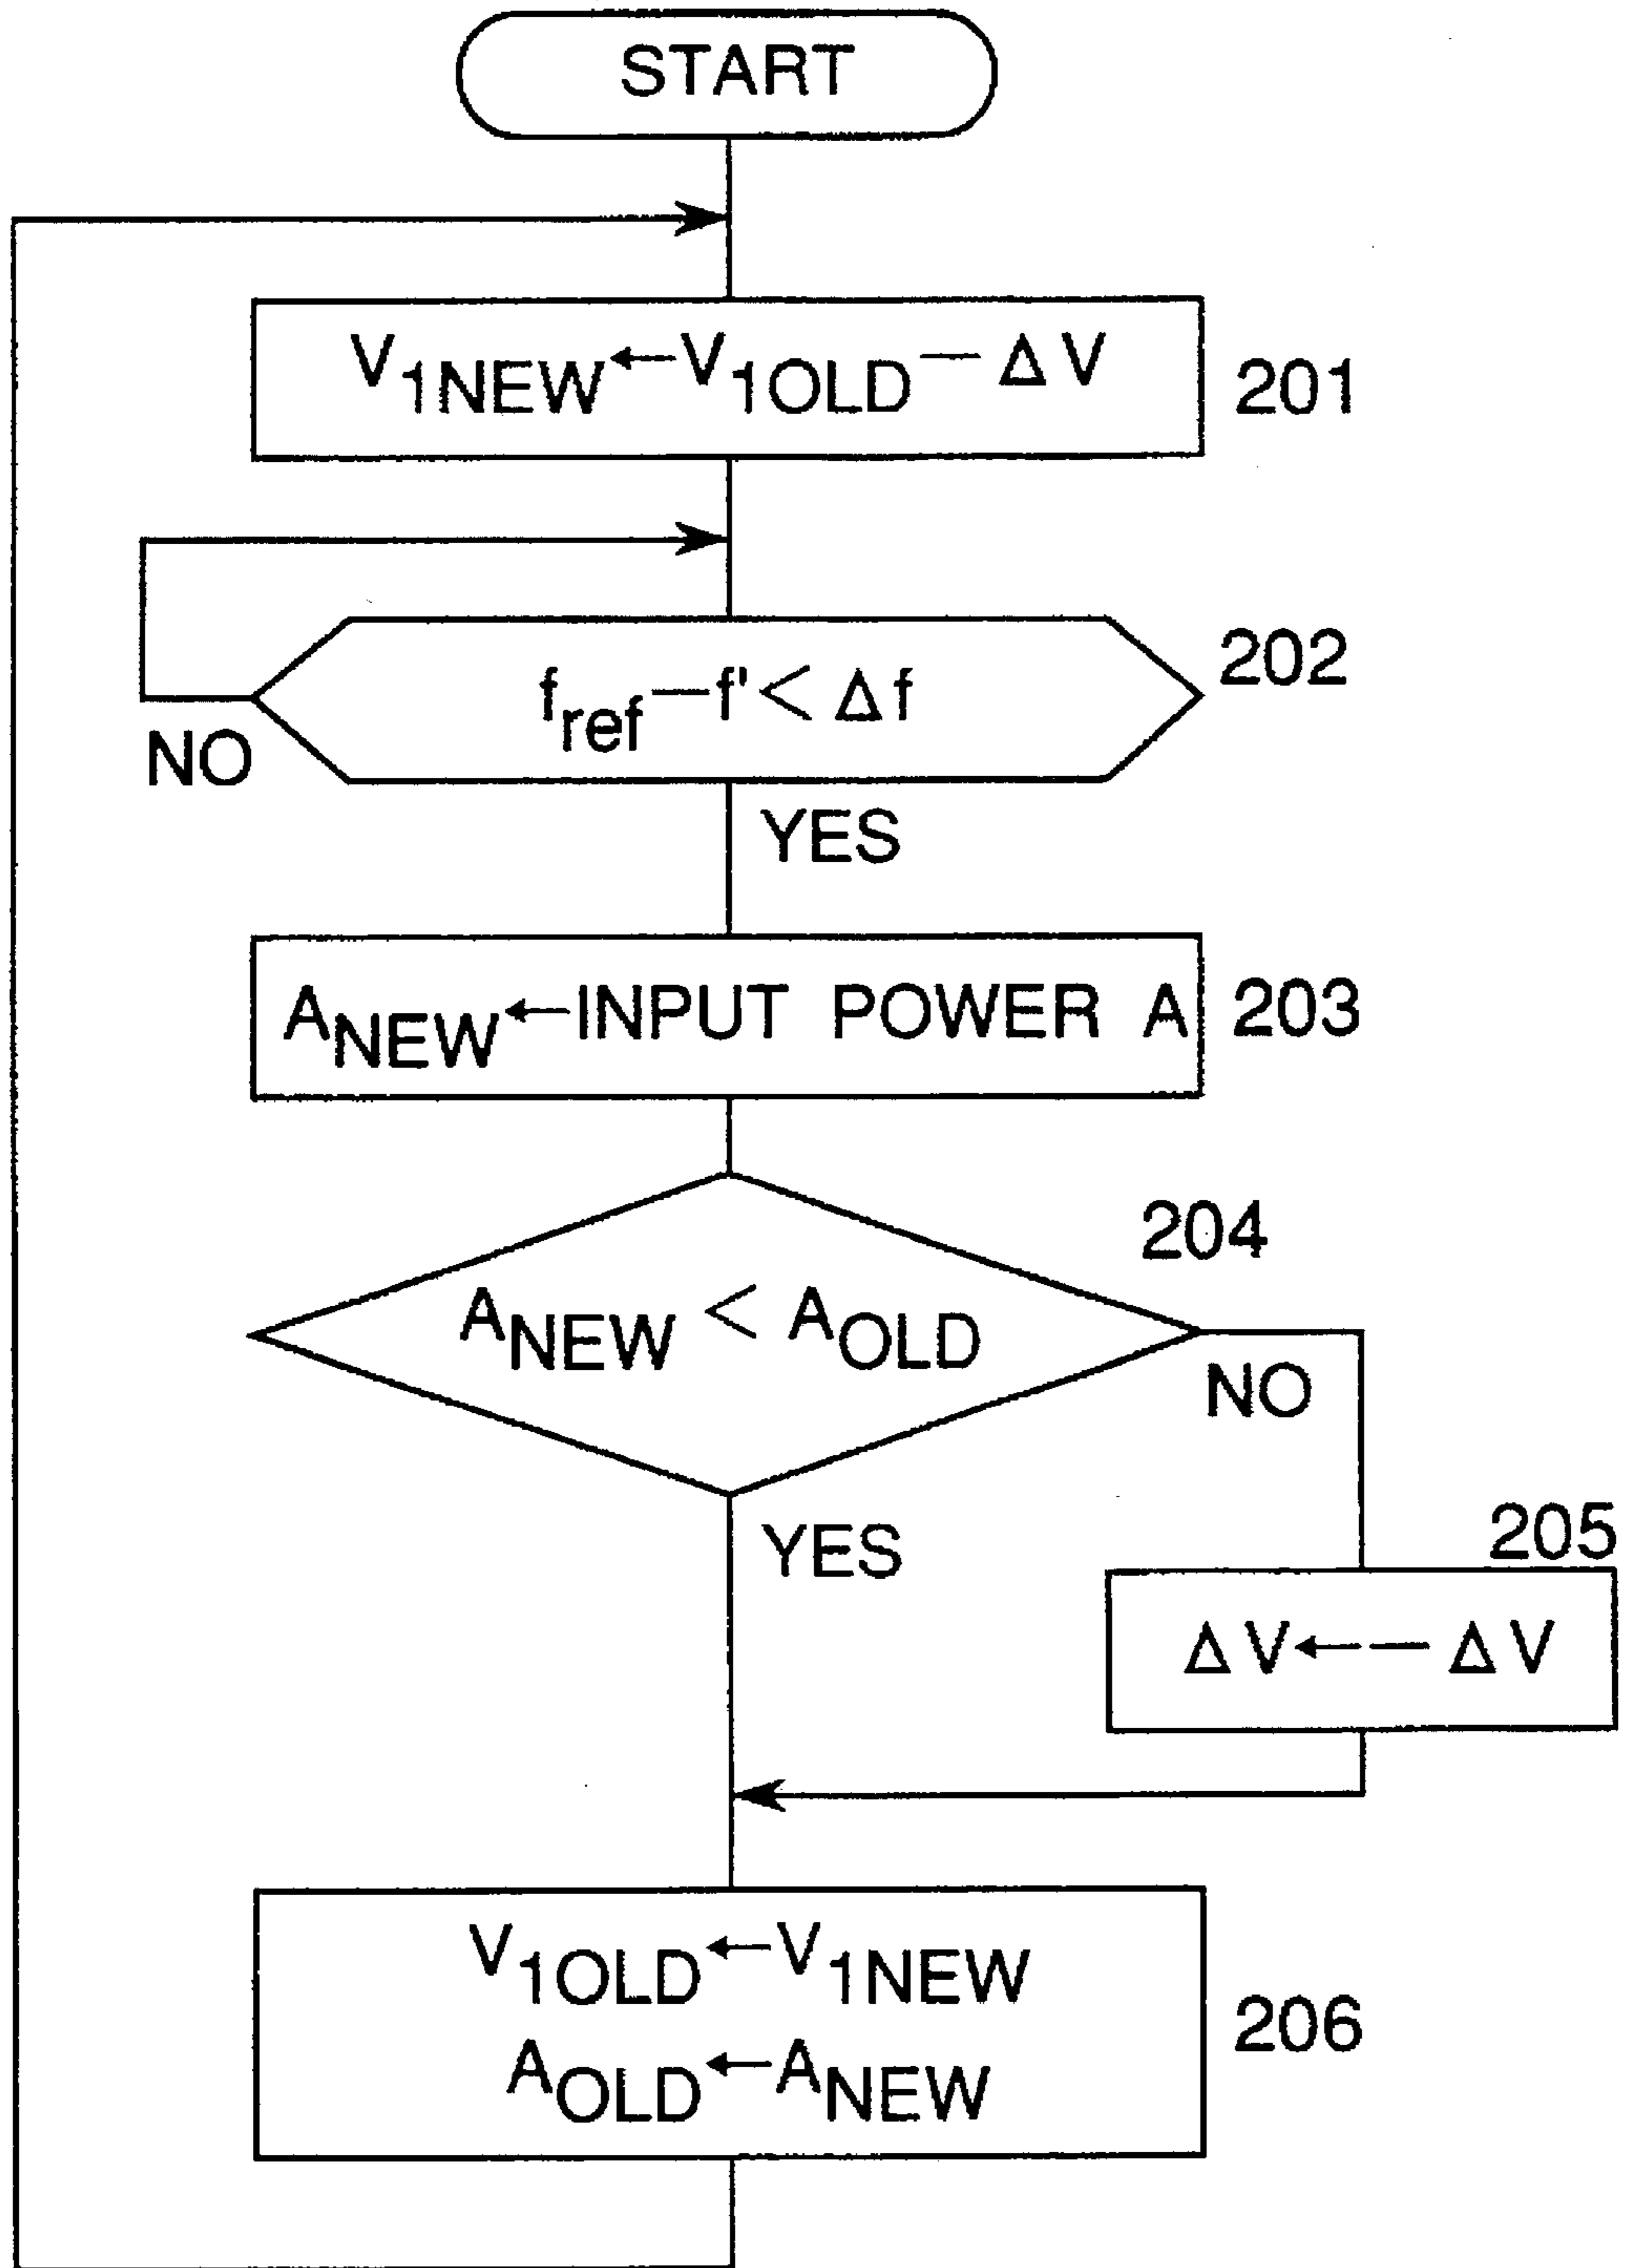 START
V1NEW←V1OLD—ΔV
201
fref—f'<Δf
202
NO
YES
ANEW←INPUT POWER A
203
ANEW < AOLD
204
NO
YES
205
ΔV←—ΔV
V1OLD←V1NEW
AOLD←ANEW
206